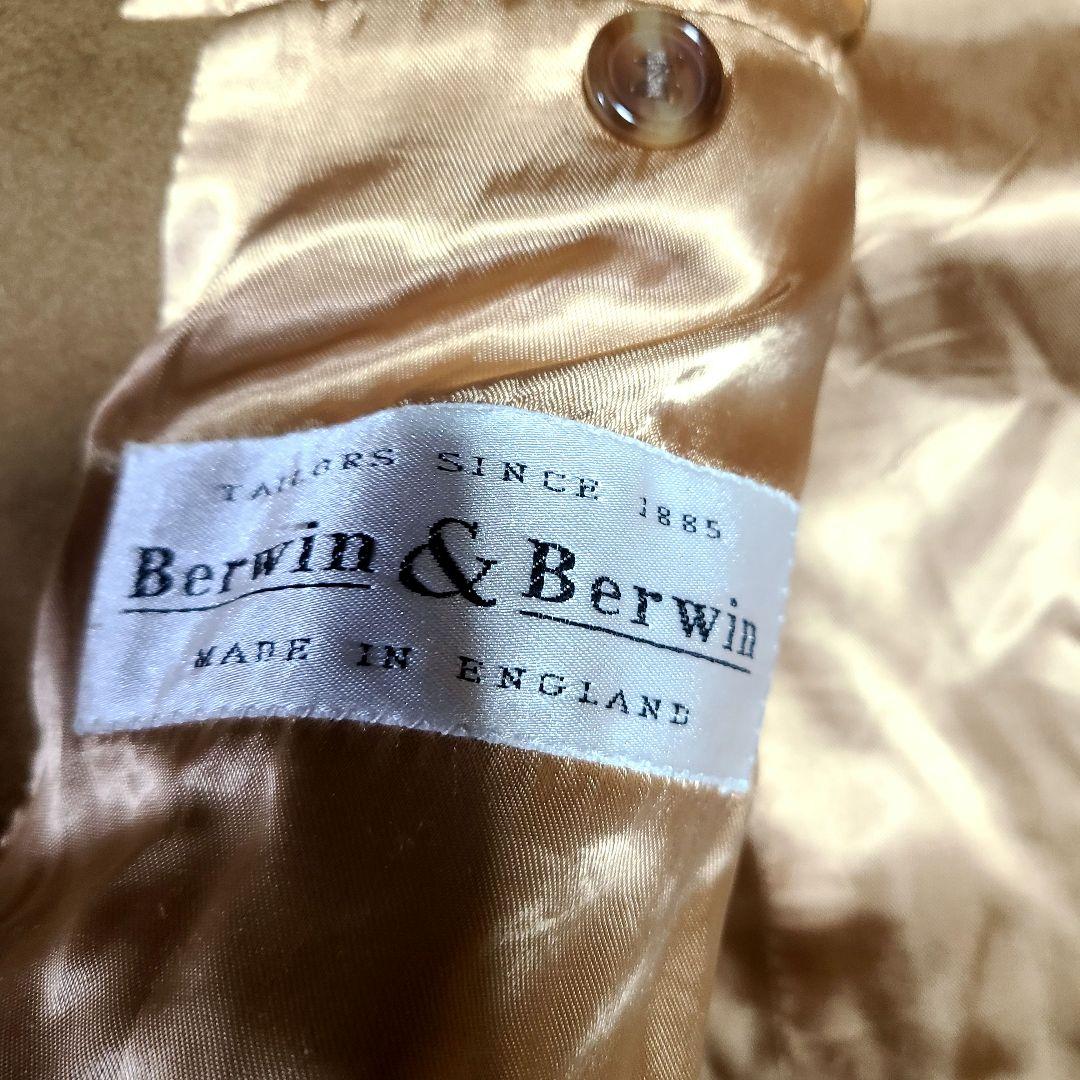 TAILORS SINCE 1885
Berwin & Berwin
MADE IN ENGLAND